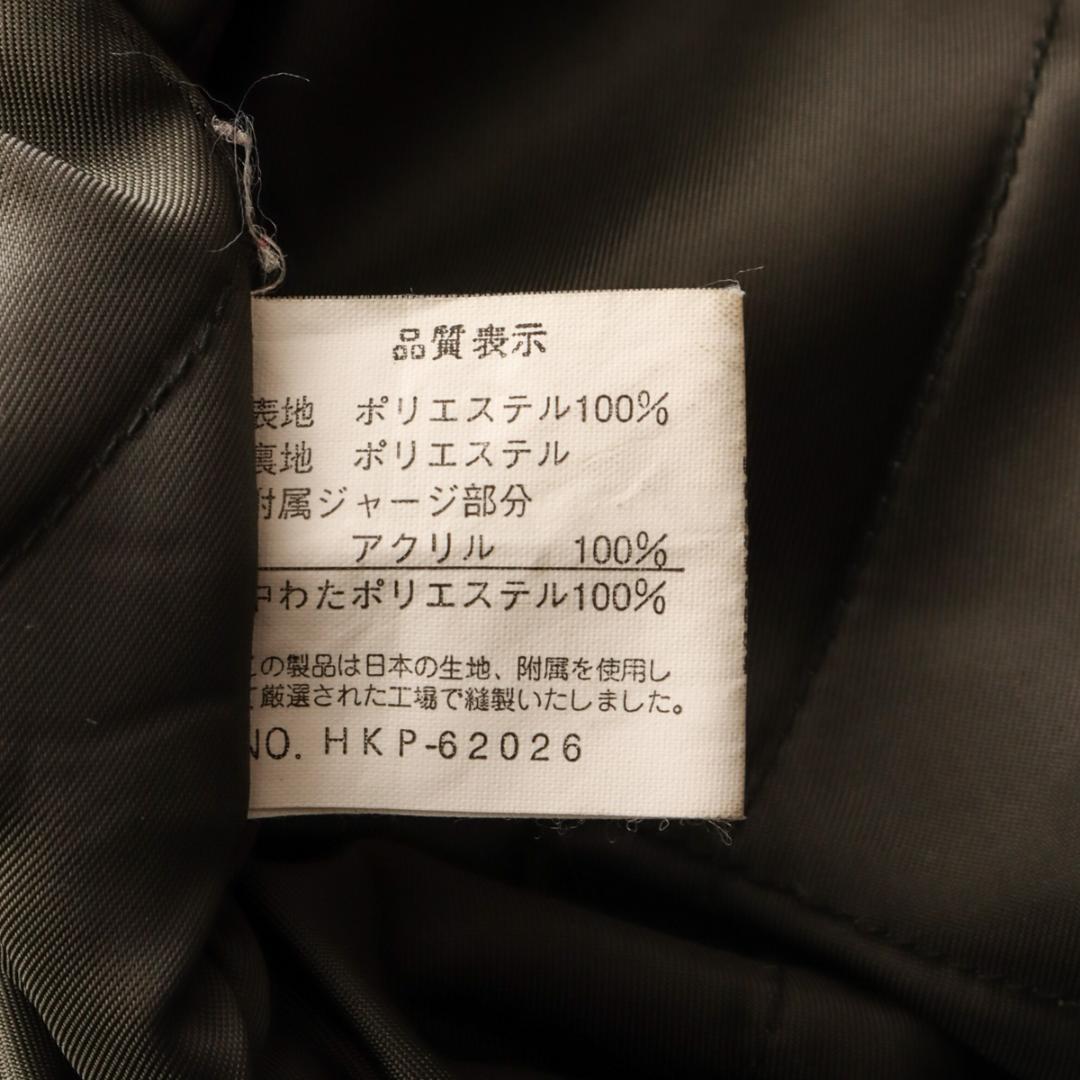 品質表示
表地 ポリエステル100%
裏地 ポリエステル
付属ジャージ部分
アクリル 100%
中わたポリエステル100%
この製品は日本の生地、附属を使用し
て厳選された工場で縫製いたしました。
NO. HKP-62026